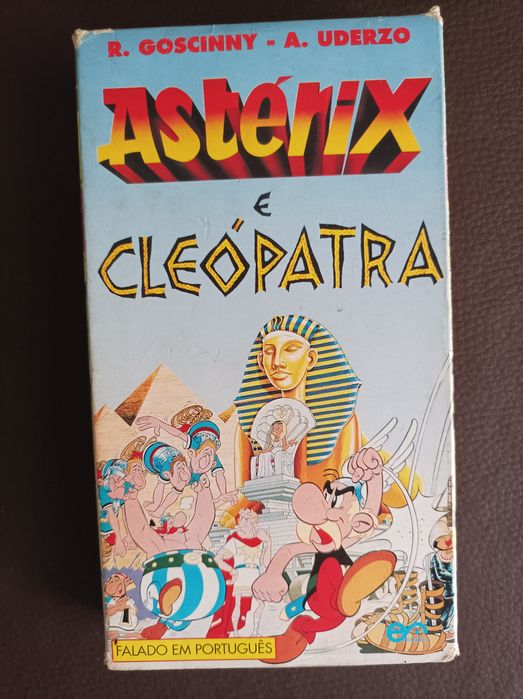 R. GOSCINNY - A. UDERZO
Astérix
E
CLEÓPATRA
FALADO EM PORTUGUÊS